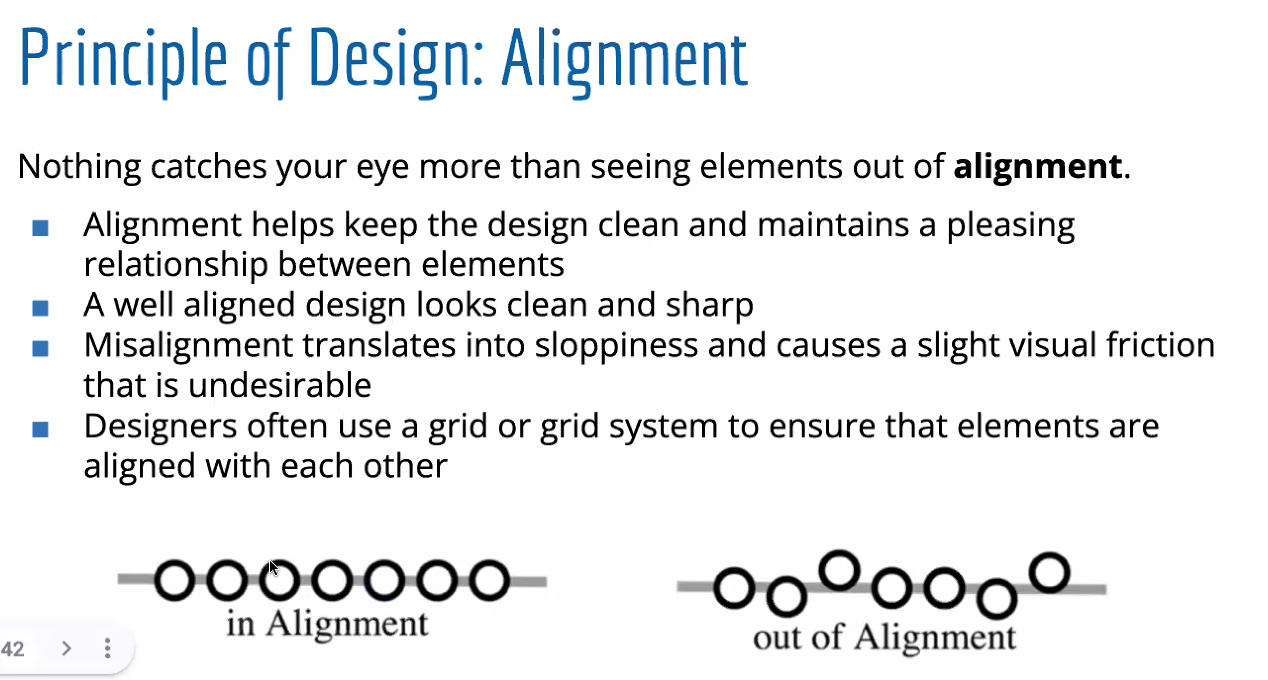 Principle of Design: Alignment
Nothing catches your eye more than seeing elements out of alignment.
■ Alignment helps keep the design clean and maintains a pleasing
relationship between elements
■ A well aligned design looks clean and sharp
■ Misalignment translates into sloppiness and causes a slight visual friction
that is undesirable
■ Designers often use a grid or grid system to ensure that elements are
aligned with each other
in Alignment
out of Alignment
42